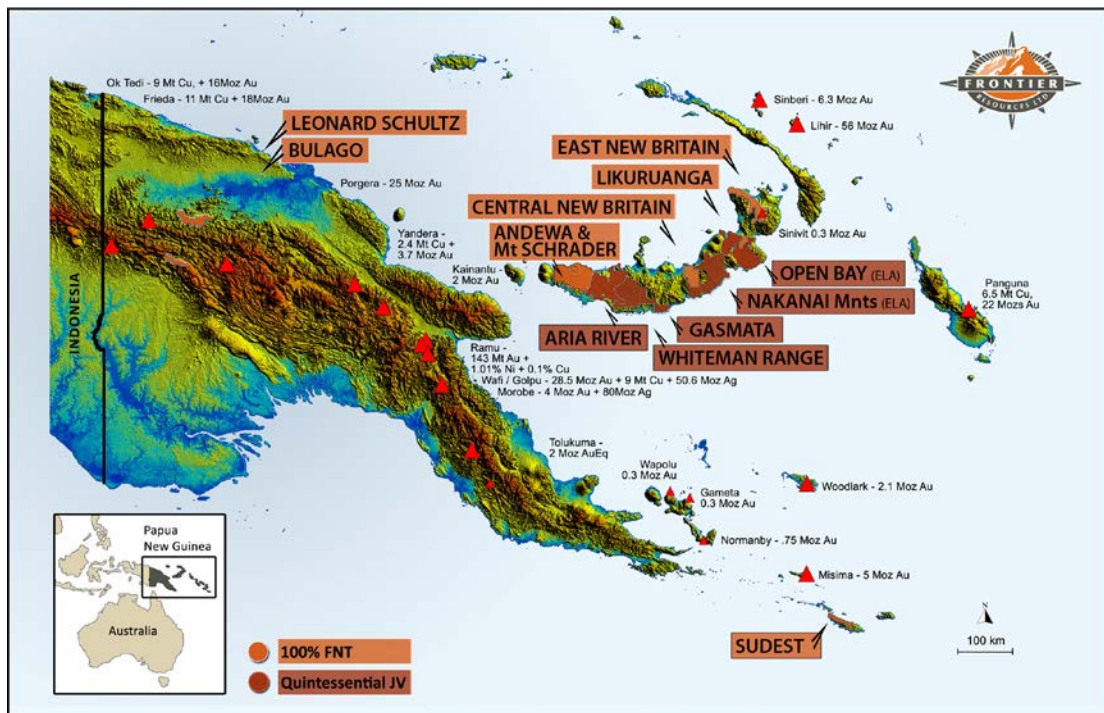 Ok Tedi - 9 Mt Cu, + 16Moz Au
Frieda - 11 Mt Cu + 18Moz Au
LEONARD SCHULTZ
BULAGO
Porgera - 25 Moz Au
Yandera -
2.4 Mt Cu +
3.7 Moz Au
Kainantu -
2 Moz Au
INDONESIA
Ramu -
143 Mt Au +
1.01% Ni + 0.1% Cu
Wafi / Golpu - 28.5 Moz Au + 9 Mt Cu + 50.6 Moz Ag
Morobe - 4 Moz Au + 80Moz Ag
Tolukuma -
2 Moz AuEq
FRONTIER
RESOURCES LTD
Sinberi - 6.3 Moz Au
Lihir - 56 Moz Au
EAST NEW BRITAIN
LIKURUANGA
CENTRAL NEW BRITAIN
ANDEWA &
Mt SCHRADER
Sinivit 0.3 Moz Au
OPEN BAY (ELA)
NAKANAI Mnts (ELA)
GASMATA
ARIA RIVER
WHITEMAN RANGE
Panguna
6.5 Mt Cu,
22 Mozs Au
Wapolu
0.3 Moz Au
Gameta
0.3 Moz Au
Woodlark - 2.1 Moz Au
Normanby - .75 Moz Au
Misima - 5 Moz Au
SUDEST
N
100 km
Papua
New Guinea
Australia
100% FNT
Quintessential JV